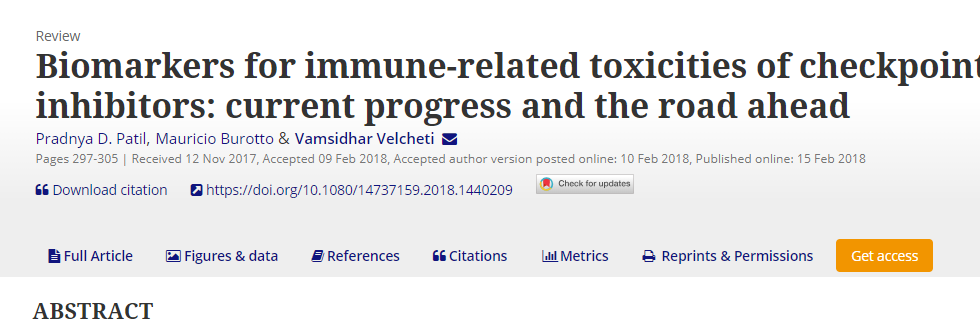 Review
Biomarkers for immune-related toxicities of checkpoint
inhibitors: current progress and the road ahead
Pradnya D. Patil, Mauricio Burotto & Vamsidhar Velcheti
Pages 297-305 | Received 12 Nov 2017, Accepted 09 Feb 2018, Accepted author version posted online: 10 Feb 2018, Published online: 15 Feb 2018
Download citation https://doi.org/10.1080/14737159.2018.1440209 Check for updates
Full Article Figures & data References Citations Metrics Reprints & Permissions Get access
ABSTRACT